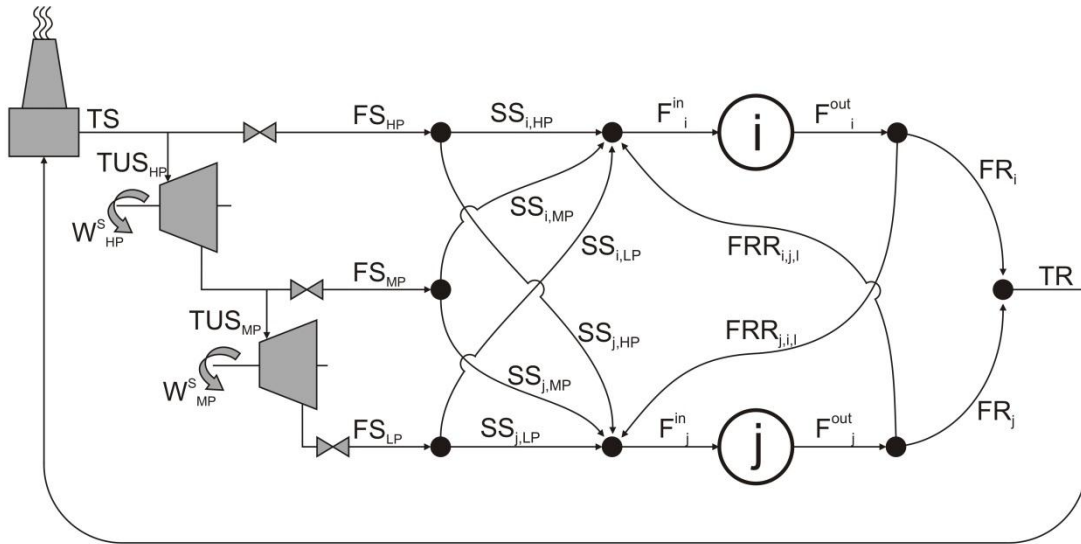 TS
FS_HP
SS_i,HP
F^in_i
i
F^out_i
TUS_HP
FR_i
SS_i,MP
W^S_HP
SS_i,LP
FRR_i,j,l
FS_MP
TR
TUS_MP
SS_j,HP
FRR_j,i,l
SS_j,MP
W^S_MP
FR_j
FS_LP
SS_j,LP
F^in_j
j
F^out_j